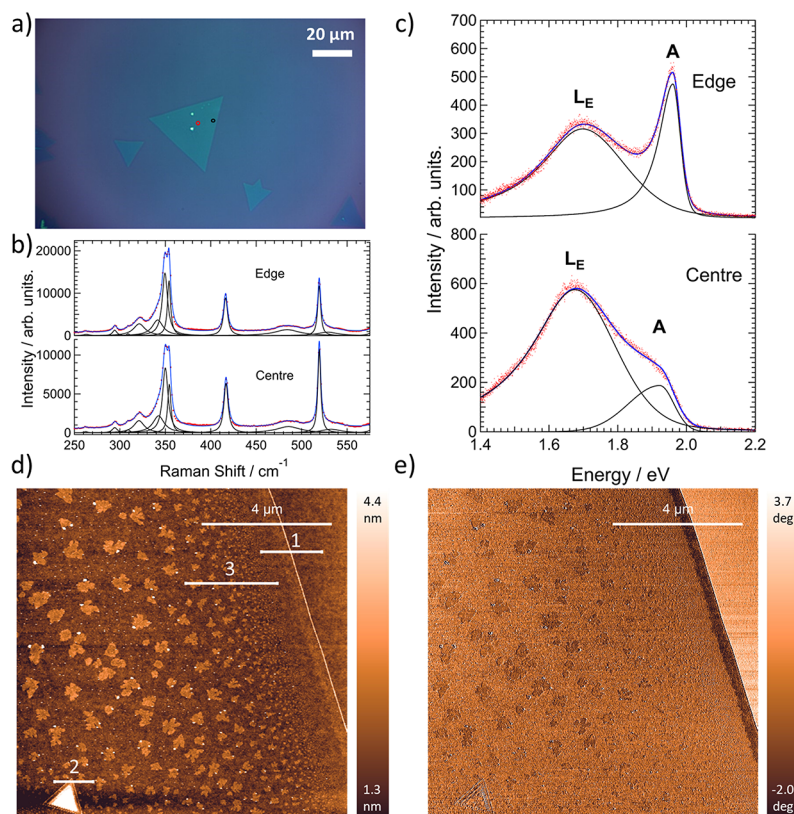 a)
20 μm
b)
20000
10000
0
Edge
10000
5000
0
Centre
Intensity / arb. units.
250 300 350 400 450 500 550
Raman Shift / cm-1
c)
700
600
500
400
300
200
100
LE
A
Edge
800
600
400
200
0
LE
A
Centre
Intensity / arb. units.
1.4 1.6 1.8 2.0 2.2
Energy / eV
d)
4 μm
1
3
2
4.4
nm
1.3
nm
e)
4 μm
3.7
deg
-2.0
deg